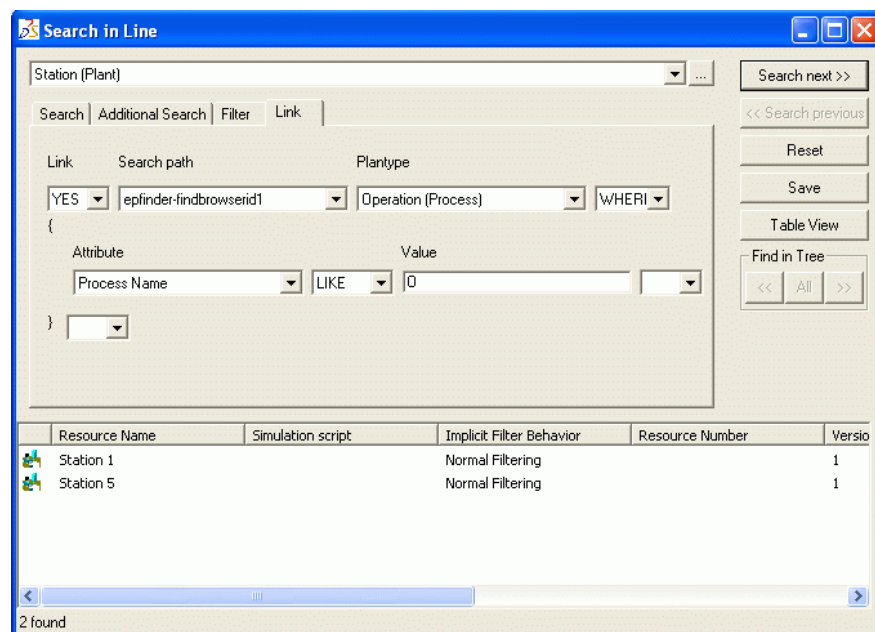 Search in Line
Station (Plant)
...
Search next >>
Search Additional Search Filter Link
<< Search previous
Reset
Link Search path Plantype
Save
YES epfinder-findbrowserid1 Operation (Process) WHERI
{
Table View
Attribute Value
Find in Tree
Process Name LIKE O
<< All >>
}
Resource Name Simulation script Implicit Filter Behavior Resource Number Versio
Station 1 Normal Filtering 1
Station 5 Normal Filtering 1
2 found